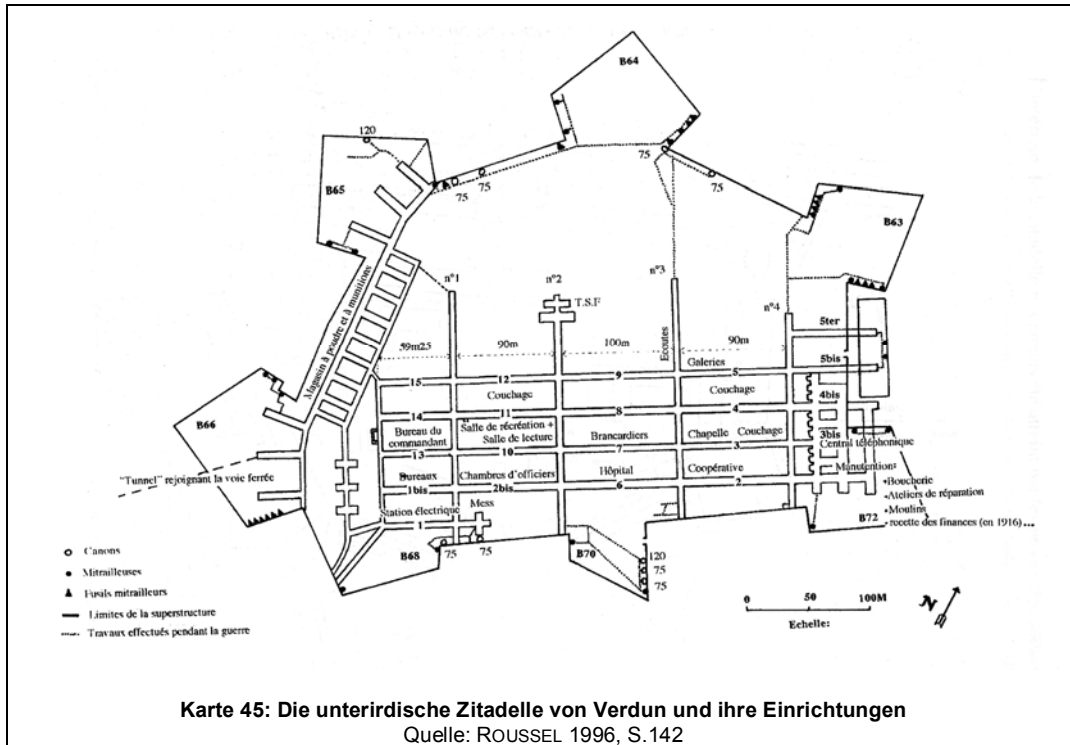 B64
120
B65
75
75
75
75
B63
n°1
n°2
n°3
n°4
T.S.F
Magasin à poudre et à munitions
59m25
90m
100m
90m
Ecoutes
Galeries
5ter
5bis
15
12
9
5
Couchage
Couchage
4bis
14
11
8
4
B66
Bureau du
commandant
Salle de récréation +
Salle de lecture
Brancardiers
Chapelle
Couchage
3bis
13
10
7
3
Central téléphonique
"Tunnel" rejoignant la voie ferrée
Bureaux
Chambres d'officiers
Hôpital
Coopérative
Manutention:
•Boucherie
•Ateliers de réparation
•Moulins
•recette des finances (en 1916)...
1bis
2bis
6
2
Station électrique
Mess
1
B68
75
75
B70
120
75
75
B72
Canons
Mitrailleuses
Fusils mitrailleurs
Limites de la superstructure
Travaux effectués pendant la guerre
0 50 100M
Echelle:
N
Karte 45: Die unterirdische Zitadelle von Verdun und ihre Einrichtungen
Quelle: ROUSSEL 1996, S.142